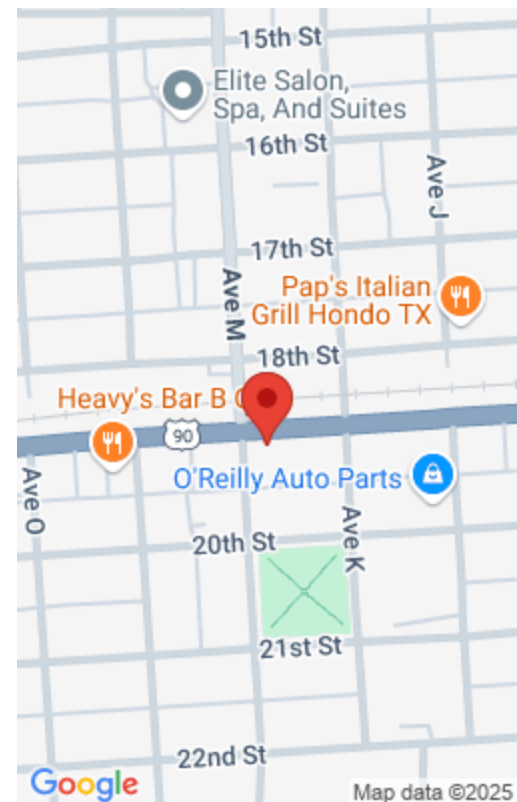 15th St
Elite Salon,
Spa, And Suites
16th St
Ave J
17th St
Ave M
Pap's Italian
Grill Hondo TX
18th St
Heavy's Bar B
90
O'Reilly Auto Parts
Ave O
Ave K
20th St
21st St
22nd St
Google
Map data ©2025